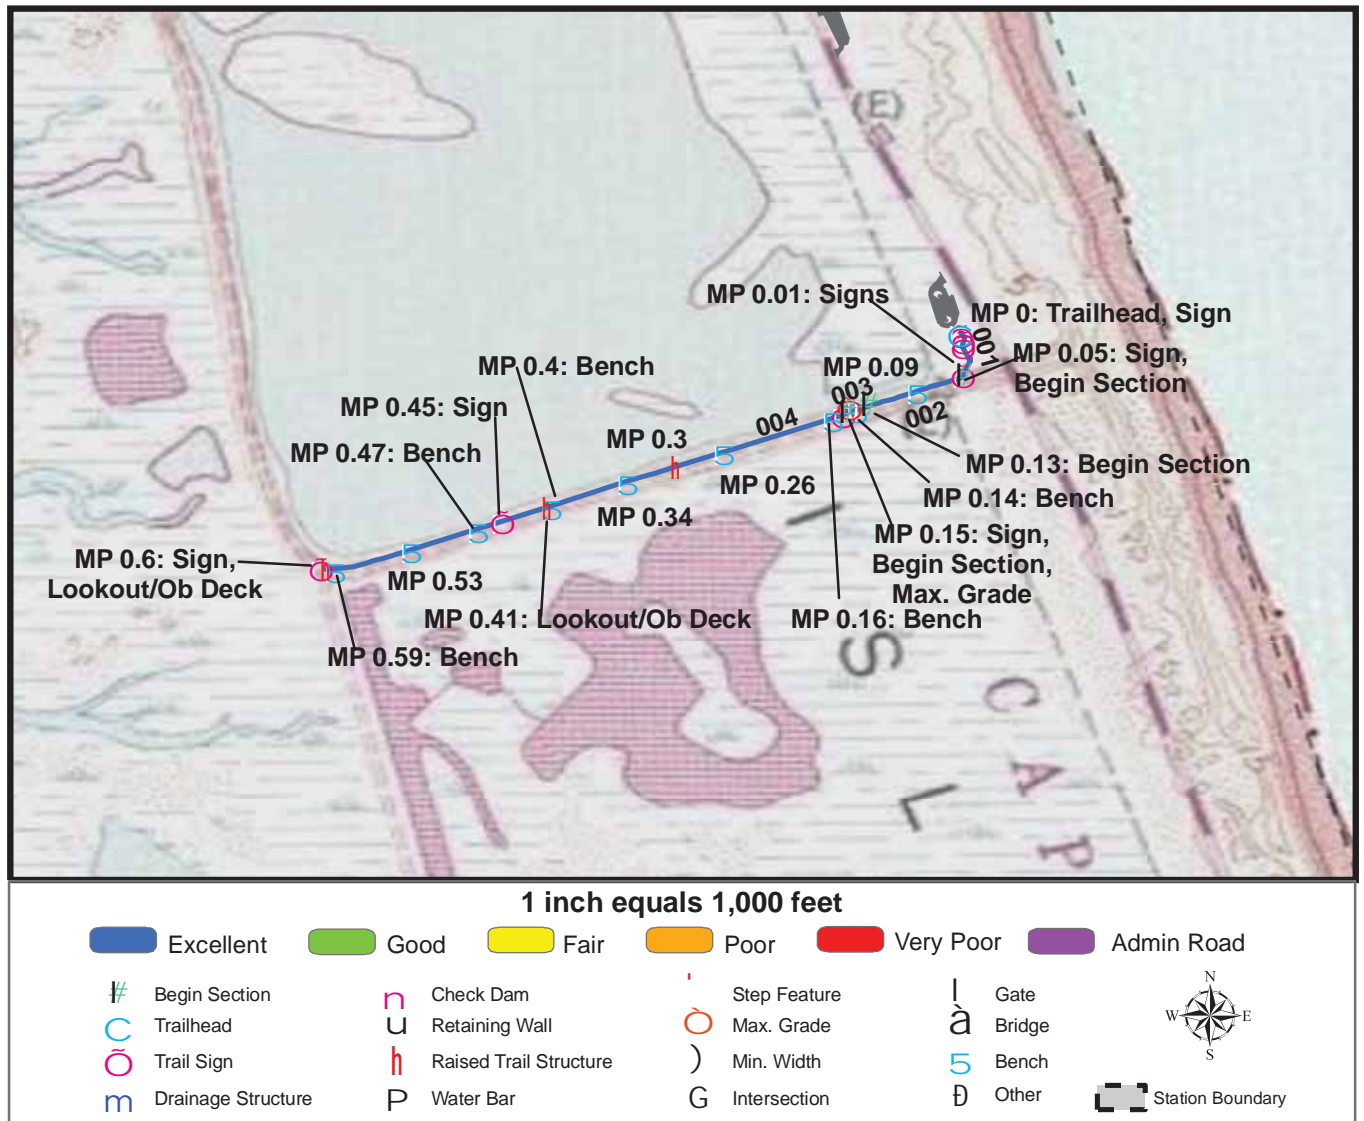 (E)
MP 0.01: Signs
MP 0: Trailhead, Sign
001
MP 0.05: Sign,
Begin Section
5
MP 0.09
003
002
004
MP 0.4: Bench
MP 0.45: Sign
MP 0.3
MP 0.47: Bench
MP 0.26
MP 0.13: Begin Section
MP 0.14: Bench
MP 0.34
MP 0.15: Sign,
Begin Section,
Max. Grade
MP 0.6: Sign,
Lookout/Ob Deck
MP 0.53
MP 0.41: Lookout/Ob Deck
MP 0.16: Bench
MP 0.59: Bench
I S L
C A P
1 inch equals 1,000 feet
Excellent Good Fair Poor Very Poor Admin Road
Begin Section Check Dam Step Feature Gate
Trailhead Retaining Wall Max. Grade Bridge
Trail Sign Raised Trail Structure Min. Width Bench
Drainage Structure Water Bar Intersection Other Station Boundary
N
W E
S